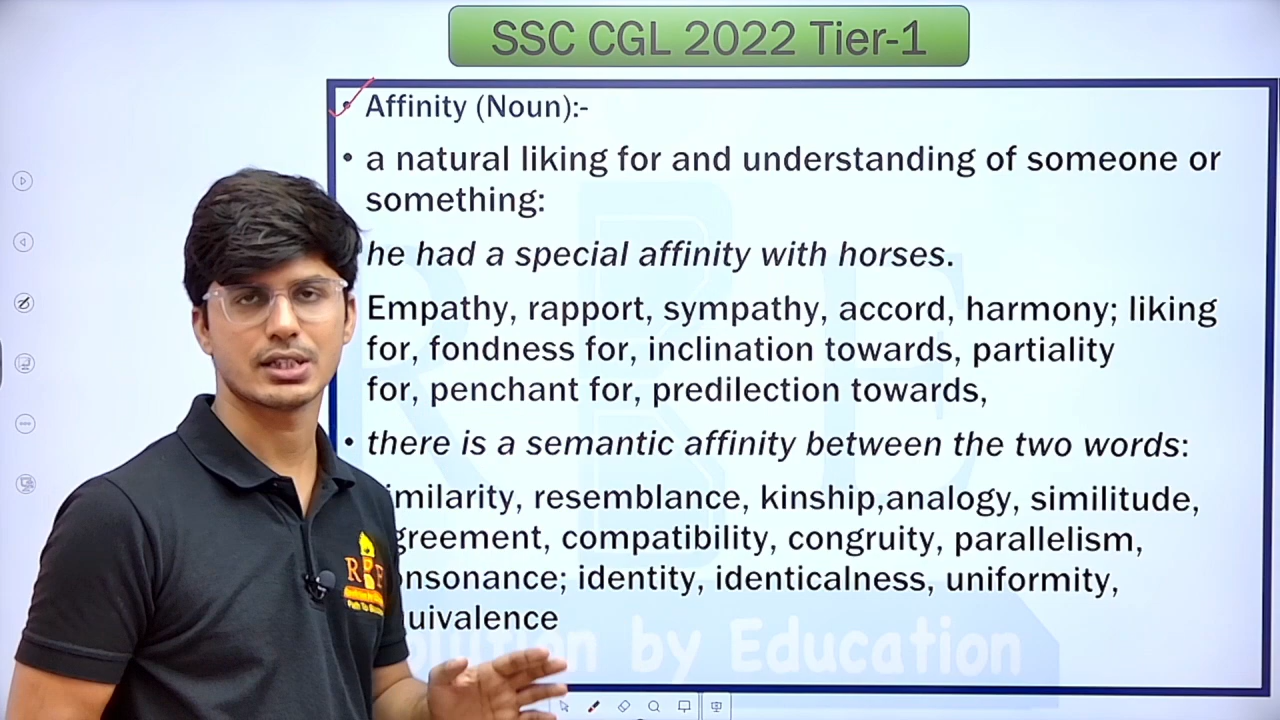 SSC CGL 2022 Tier-1
• Affinity (Noun):-
• a natural liking for and understanding of someone or
something:
he had a special affinity with horses.
Empathy, rapport, sympathy, accord, harmony; liking
for, fondness for, inclination towards, partiality
for, penchant for, predilection towards,
• there is a semantic affinity between the two words:
imilarity, resemblance, kinship,analogy, similitude,
greement, compatibility, congruity, parallelism,
onsonance; identity, identicalness, uniformity,
uivalence
olution by Education
RBE